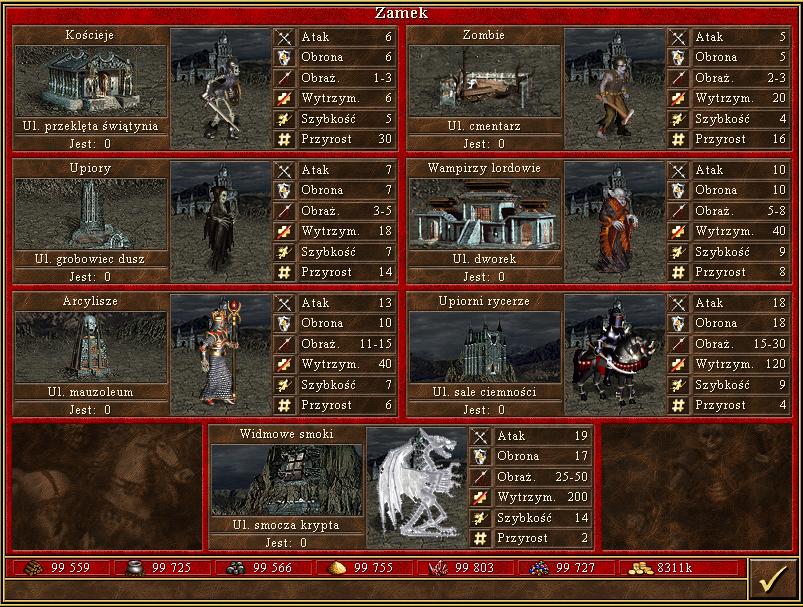 Zamek
Kościeje
Ul. przeklęta świątynia
Jest: 0
Atak 6
Obrona 6
Obraż. 1-3
Wytrzym. 6
Szybkość 5
Przyrost 30
Zombie
Ul. cmentarz
Jest: 0
Atak 5
Obrona 5
Obraż. 2-3
Wytrzym. 20
Szybkość 4
Przyrost 16
Upiory
Ul. grobowiec dusz
Jest: 0
Atak 7
Obrona 7
Obraż. 3-5
Wytrzym. 18
Szybkość 7
Przyrost 14
Wampirzy lordowie
Ul. dworek
Jest: 0
Atak 10
Obrona 10
Obraż. 5-8
Wytrzym. 40
Szybkość 9
Przyrost 8
Arcylisze
Ul. mauzoleum
Jest: 0
Atak 13
Obrona 10
Obraż. 11-15
Wytrzym. 40
Szybkość 7
Przyrost 6
Upiorni rycerze
Ul. sale ciemności
Jest: 0
Atak 18
Obrona 18
Obraż. 15-30
Wytrzym. 120
Szybkość 9
Przyrost 4
Widmowe smoki
Ul. smocza krypta
Jest: 0
Atak 19
Obrona 17
Obraż. 25-50
Wytrzym. 200
Szybkość 14
Przyrost 2
99 559 99 725 99 566 99 755 99 803 99 727 8311k